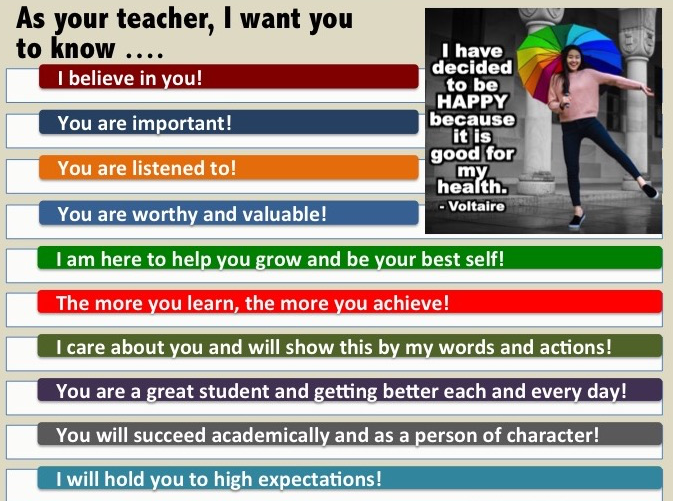 As your teacher, I want you
to know ....
I believe in you!
You are important!
You are listened to!
You are worthy and valuable!
I am here to help you grow and be your best self!
The more you learn, the more you achieve!
I care about you and will show this by my words and actions!
You are a great student and getting better each and every day!
You will succeed academically and as a person of character!
I will hold you to high expectations!
I have
decided
to be
HAPPY
because
it is
good for
my
health.
- Voltaire